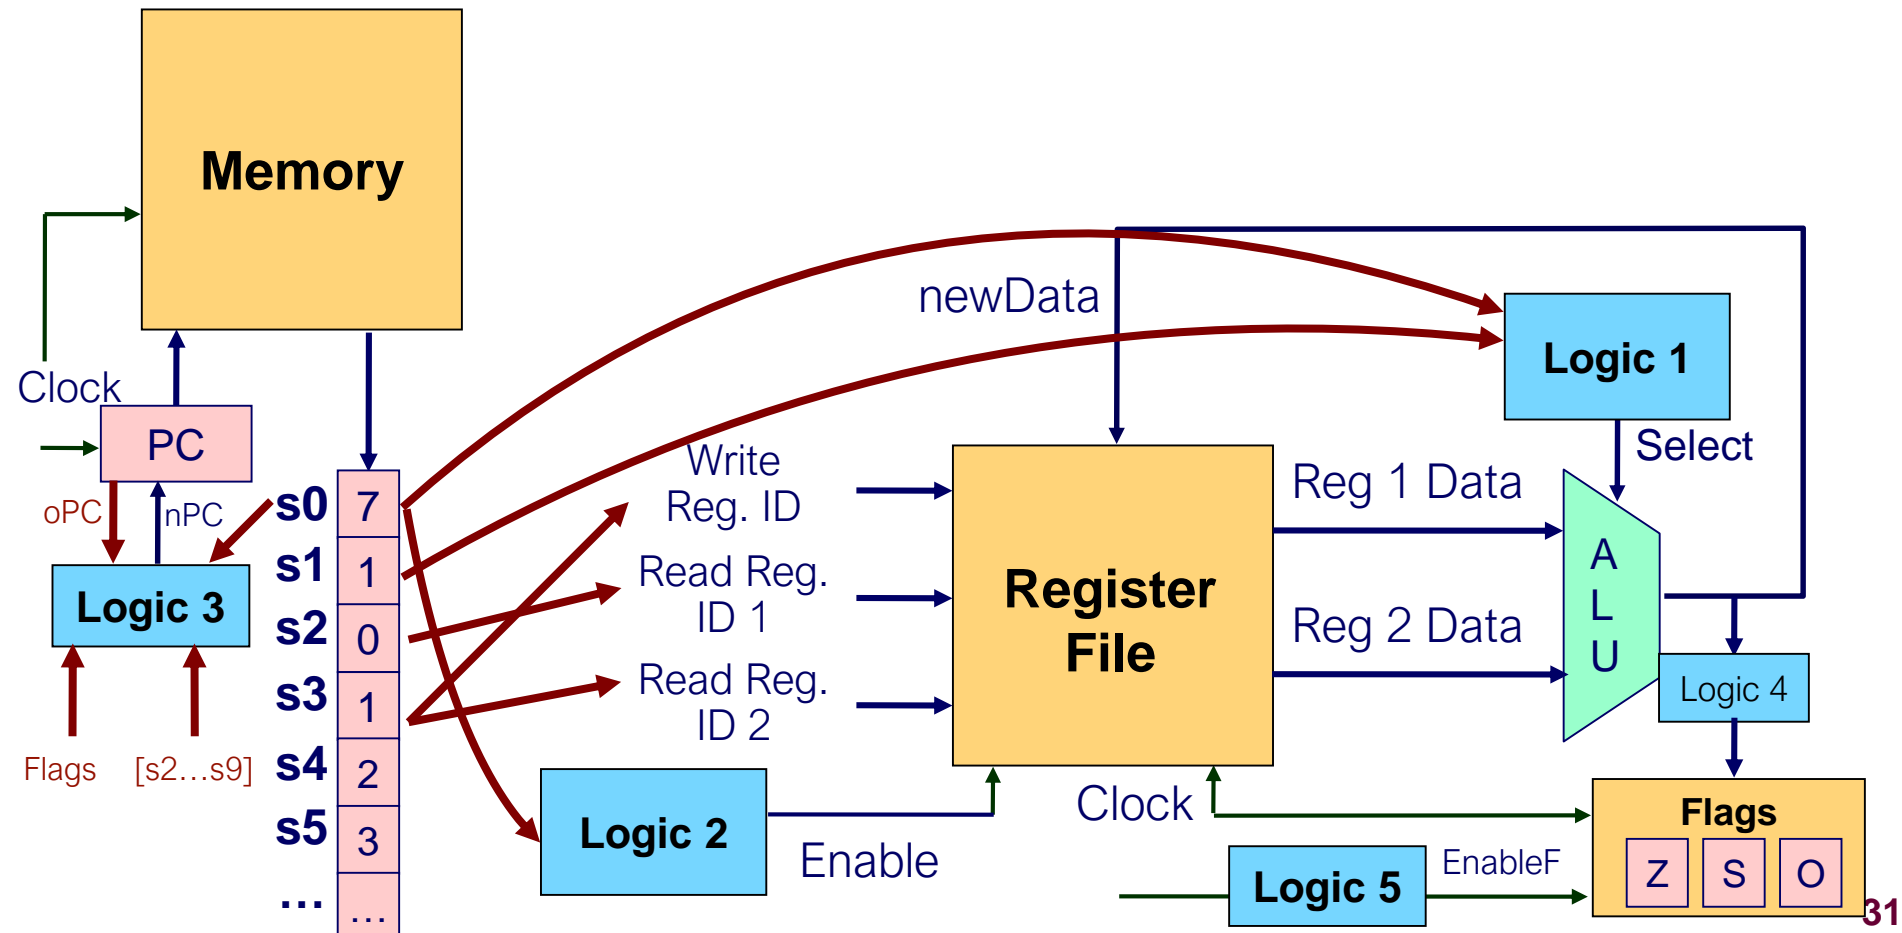 Memory
newData
Logic 1
Clock
PC
Select
Write
Reg. ID
Reg 1 Data
oPC
nPC
s0 7
s1 1
Read Reg.
ID 1
A
L
U
Logic 3
s2 0
Register
File
Reg 2 Data
s3 1
Read Reg.
ID 2
Logic 4
Flags
[s2…s9]
s4 2
s5 3
… …
Logic 2
Enable
Clock
Flags
Z S O
Logic 5
EnableF
31